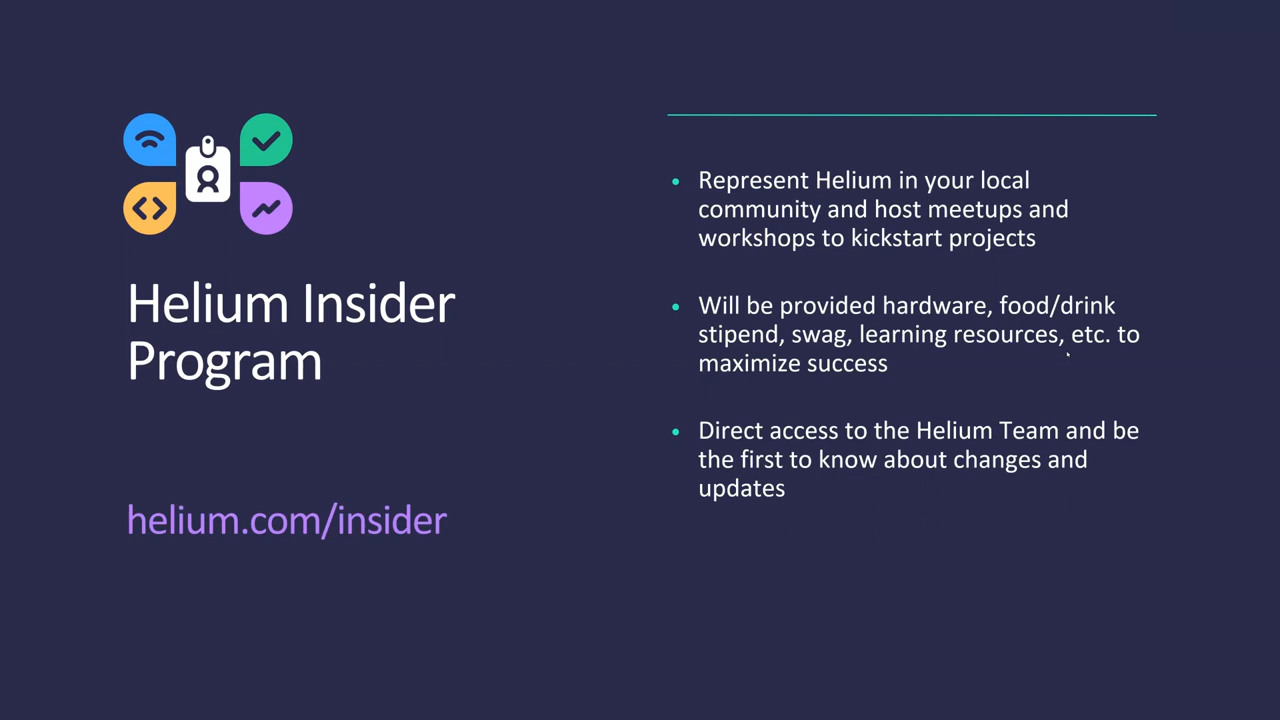 Helium Insider
Program
helium.com/insider
Represent Helium in your local
community and host meetups and
workshops to kickstart projects
Will be provided hardware, food/drink
stipend, swag, learning resources, etc. to
maximize success
Direct access to the Helium Team and be
the first to know about changes and
updates